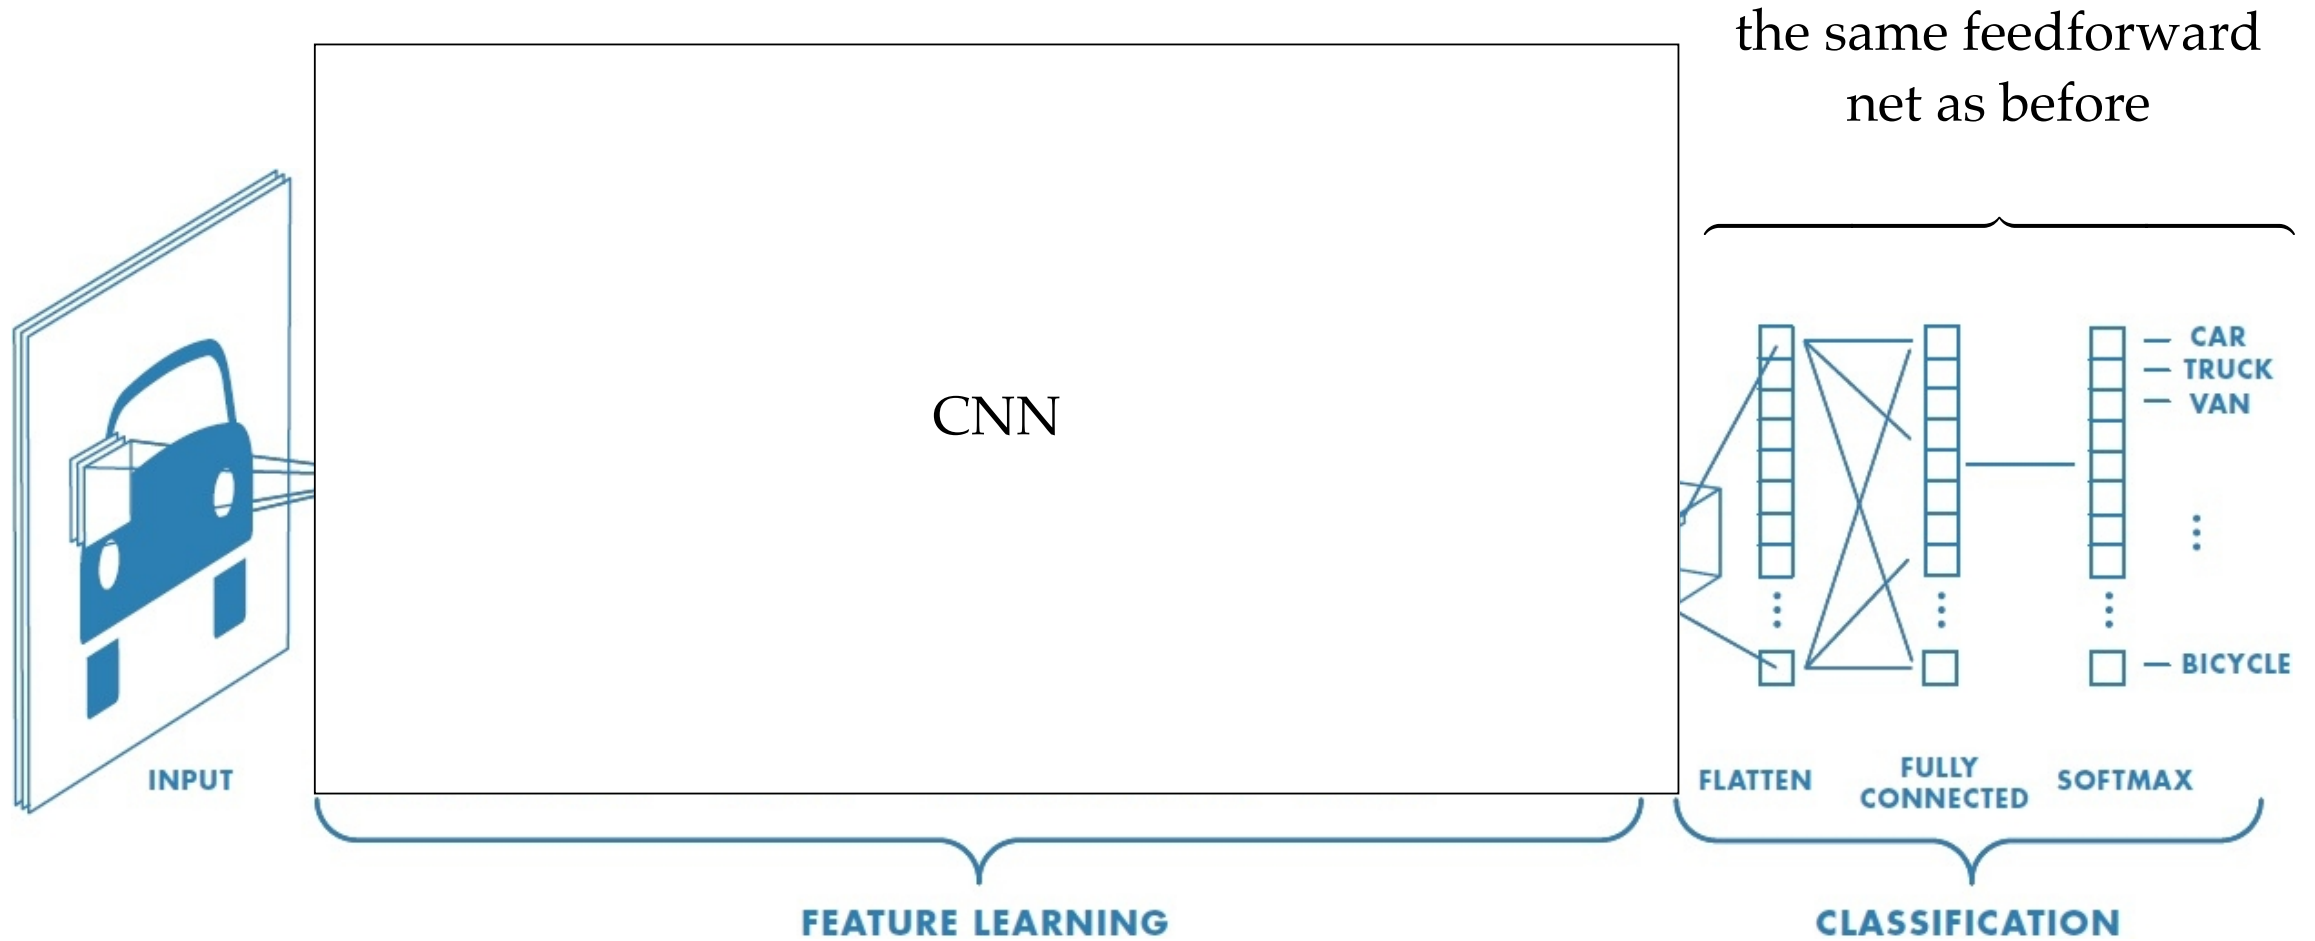 the same feedforward
net as before
CNN
CAR
TRUCK
VAN
BICYCLE
INPUT
FLATTEN
FULLY
CONNECTED
SOFTMAX
FEATURE LEARNING
CLASSIFICATION